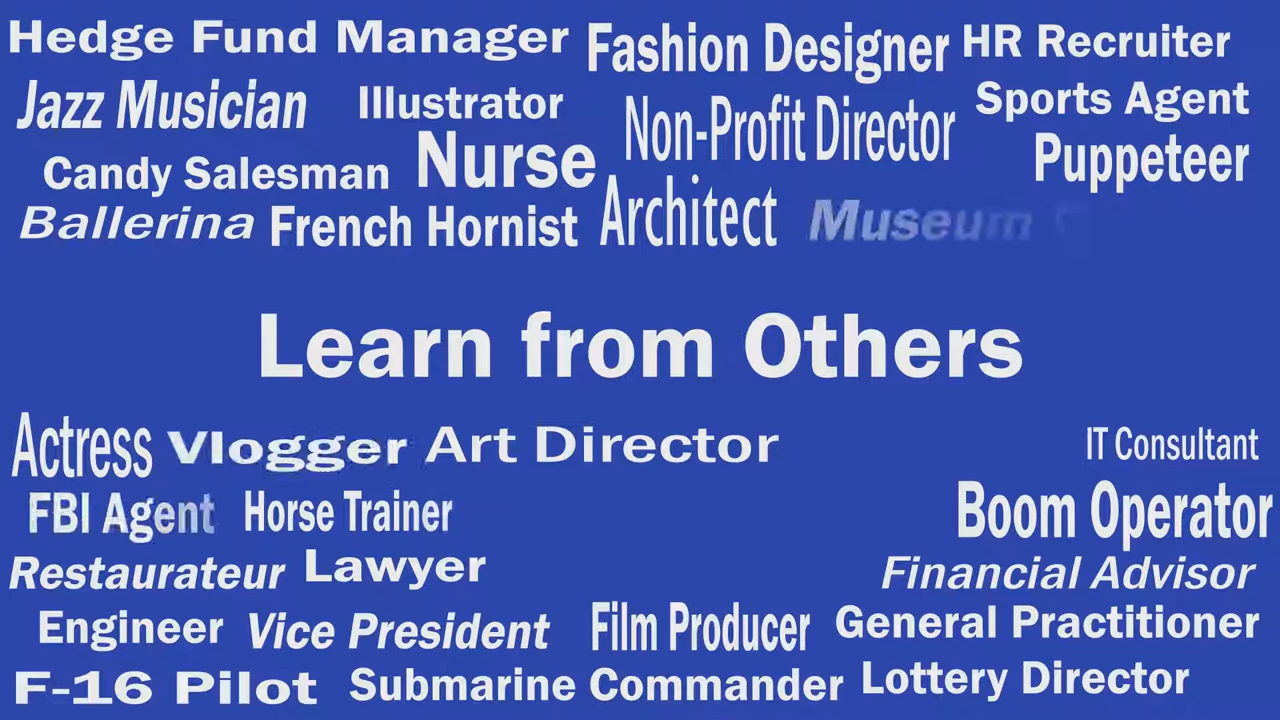 Hedge Fund Manager Fashion Designer HR Recruiter
Jazz Musician Illustrator Non-Profit Director Sports Agent
Candy Salesman Nurse Puppeteer
Ballerina French Hornist Architect Museum
Learn from Others
Actress Vlogger Art Director IT Consultant
FBI Agent Horse Trainer Boom Operator
Restaurateur Lawyer Financial Advisor
Engineer Vice President Film Producer General Practitioner
F-16 Pilot Submarine Commander Lottery Director